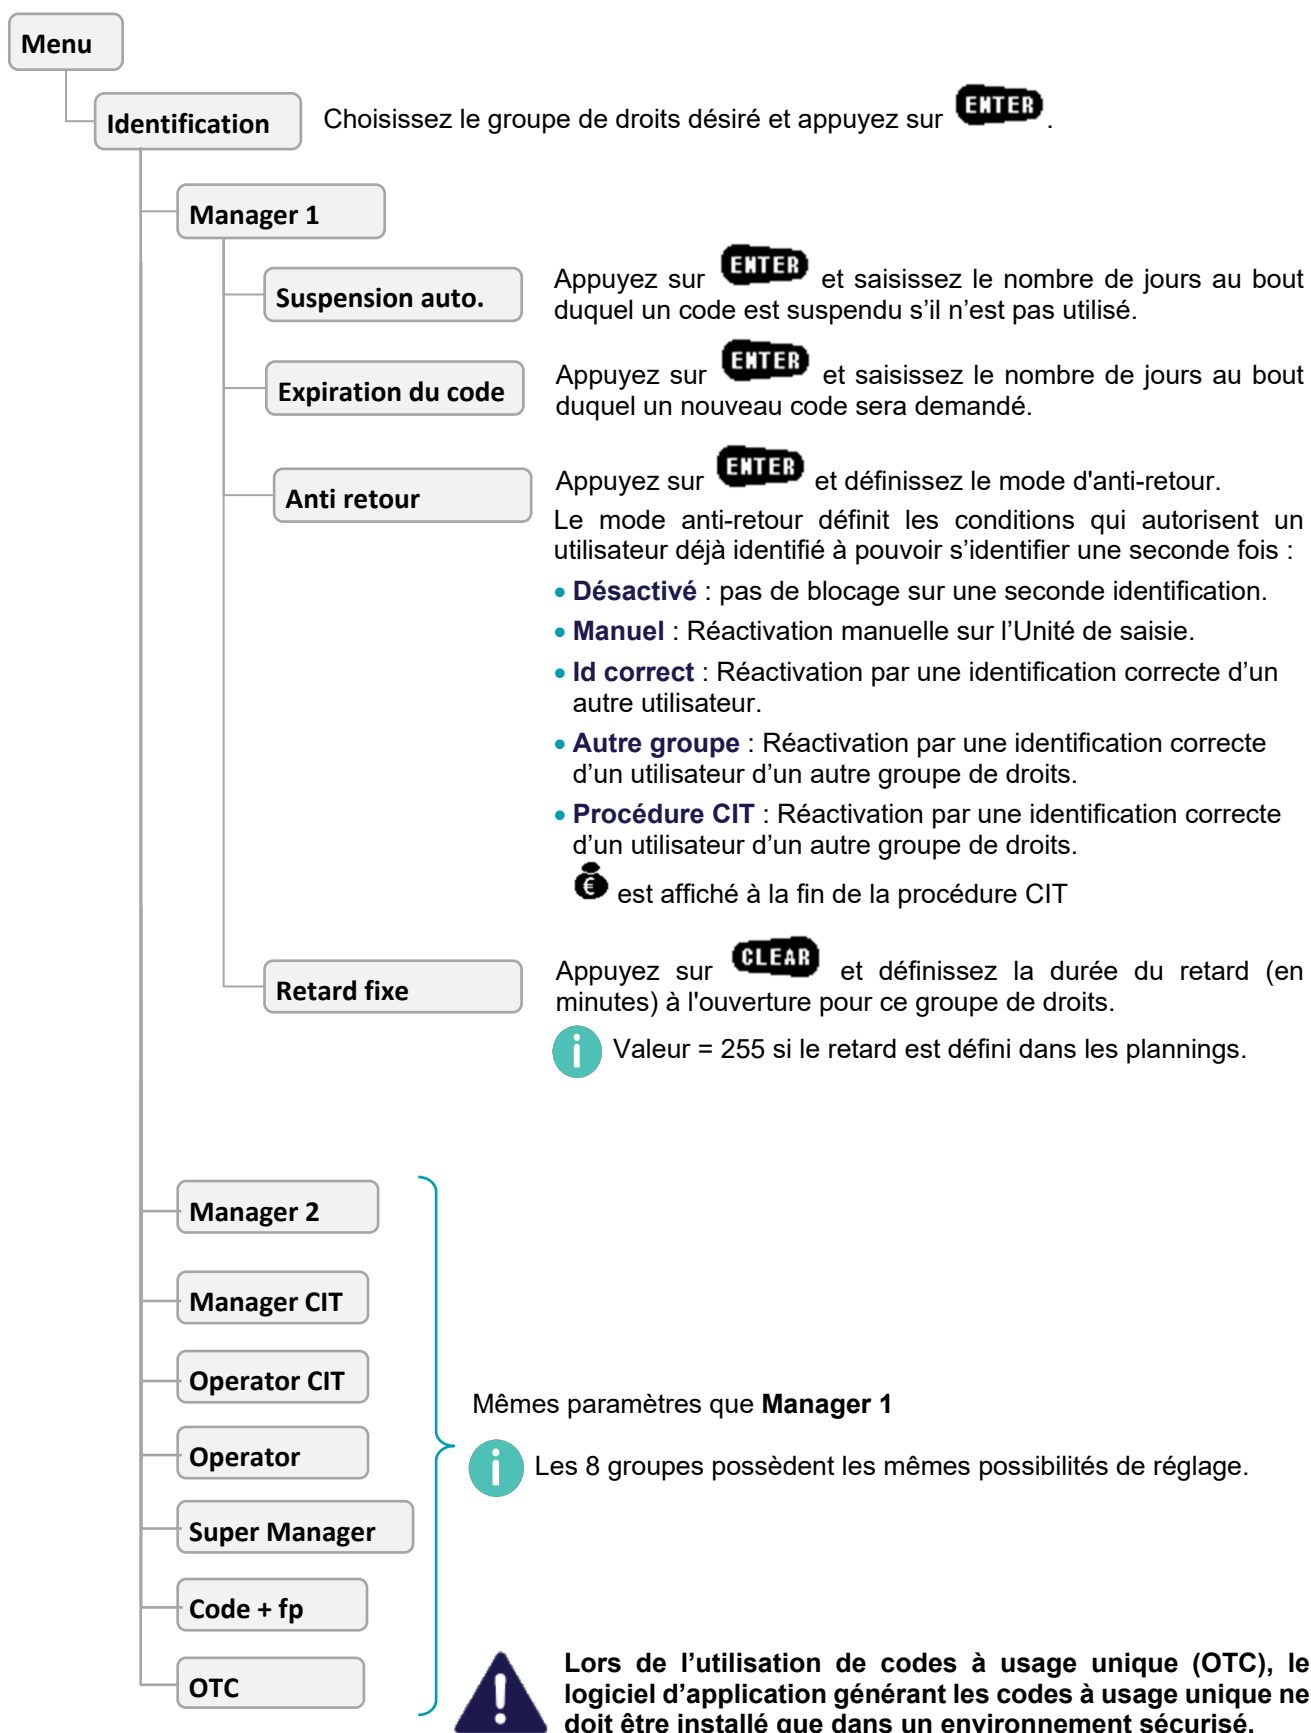 Menu
Identification
Choisissez le groupe de droits désiré et appuyez sur ENTER.
Manager 1
Suspension auto.
Appuyez sur ENTER et saisissez le nombre de jours au bout
duquel un code est suspendu s’il n’est pas utilisé.
Expiration du code
Appuyez sur ENTER et saisissez le nombre de jours au bout
duquel un nouveau code sera demandé.
Anti retour
Appuyez sur ENTER et définissez le mode d'anti-retour.
Le mode anti-retour définit les conditions qui autorisent un
utilisateur déjà identifié à pouvoir s’identifier une seconde fois :
• Désactivé : pas de blocage sur une seconde identification.
• Manuel : Réactivation manuelle sur l’Unité de saisie.
• Id correct : Réactivation par une identification correcte d’un
autre utilisateur.
• Autre groupe : Réactivation par une identification correcte
d’un utilisateur d’un autre groupe de droits.
• Procédure CIT : Réactivation par une identification correcte
d’un utilisateur d’un autre groupe de droits.
€ est affiché à la fin de la procédure CIT
Retard fixe
Appuyez sur CLEAR et définissez la durée du retard (en
minutes) à l'ouverture pour ce groupe de droits.
i Valeur = 255 si le retard est défini dans les plannings.
Manager 2
Manager CIT
Operator CIT
Operator
Super Manager
Code + fp
OTC
Mêmes paramètres que Manager 1
i Les 8 groupes possèdent les mêmes possibilités de réglage.
! Lors de l’utilisation de codes à usage unique (OTC), le
logiciel d’application générant les codes à usage unique ne
doit être installé que dans un environnement sécurisé.